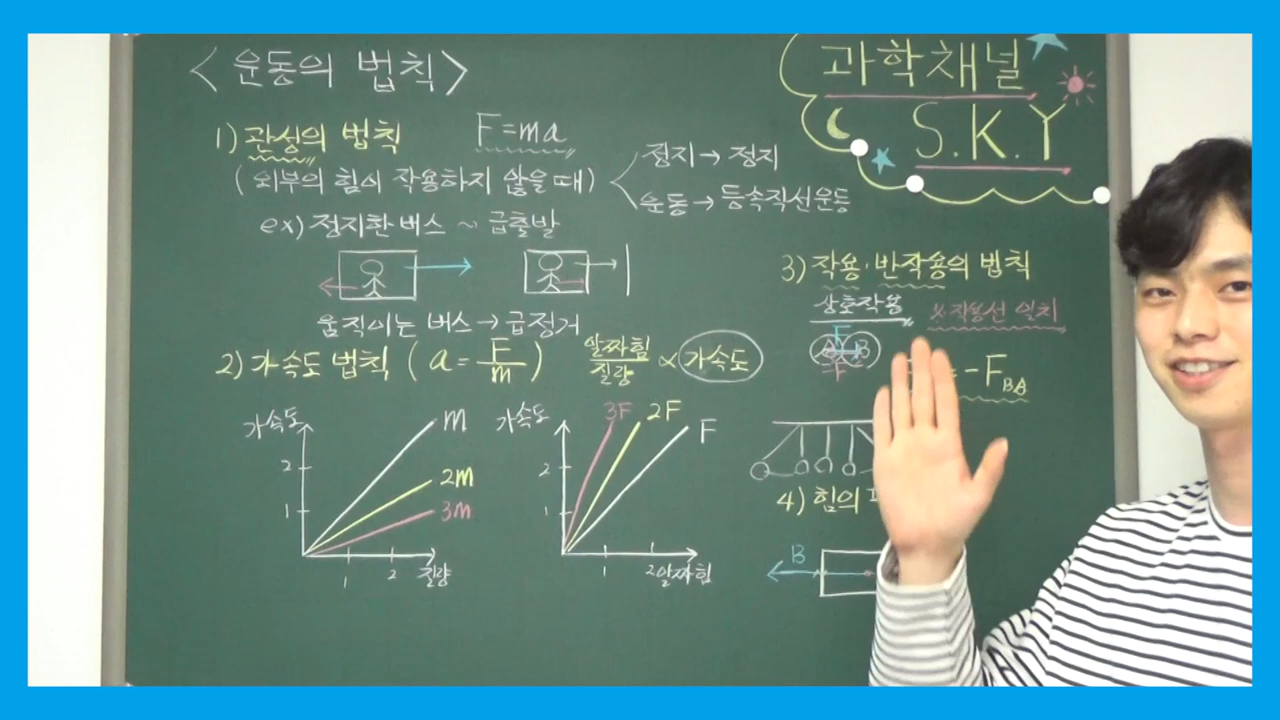 <운동의 법칙>
1) 관성의 법칙 F=ma
(외부의 힘이 작용하지 않을때)
정지→정지
운동→등속직선운동
ex) 정지한 버스 ~ 급출발
움직이는 버스→급정거
2) 가속도 법칙 (a=F/m) 알짜힘/질량 ∝ 가속도
가속도
m
2m
3m
2
1
1 2 질량
가속도
3F 2F F
2
1
1 2 알짜힘
과학채널
S.K.Y
3) 작용·반작용의 법칙
상호작용 ※작용선 일치
F
A B
F
= -F_BA
4) 힘의
B